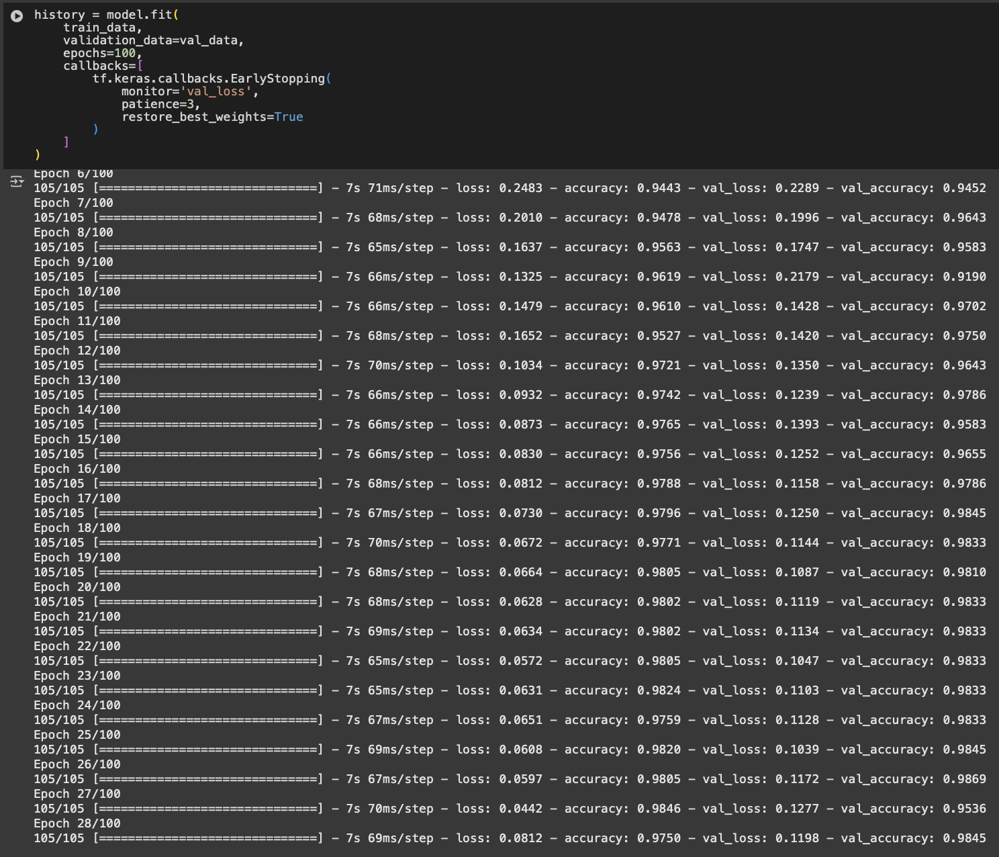 history = model.fit(
    train_data,
    validation_data=val_data,
    epochs=100,
    callbacks=[
        tf.keras.callbacks.EarlyStopping(
            monitor='val_loss',
            patience=3,
            restore_best_weights=True
        )
    ]
)
Epoch 6/100
105/105 [==============================] - 7s 71ms/step - loss: 0.2483 - accuracy: 0.9443 - val_loss: 0.2289 - val_accuracy: 0.9452
Epoch 7/100
105/105 [==============================] - 7s 68ms/step - loss: 0.2010 - accuracy: 0.9478 - val_loss: 0.1996 - val_accuracy: 0.9643
Epoch 8/100
105/105 [==============================] - 7s 65ms/step - loss: 0.1637 - accuracy: 0.9563 - val_loss: 0.1747 - val_accuracy: 0.9583
Epoch 9/100
105/105 [==============================] - 7s 66ms/step - loss: 0.1325 - accuracy: 0.9619 - val_loss: 0.2179 - val_accuracy: 0.9190
Epoch 10/100
105/105 [==============================] - 7s 66ms/step - loss: 0.1479 - accuracy: 0.9610 - val_loss: 0.1428 - val_accuracy: 0.9702
Epoch 11/100
105/105 [==============================] - 7s 68ms/step - loss: 0.1652 - accuracy: 0.9527 - val_loss: 0.1420 - val_accuracy: 0.9750
Epoch 12/100
105/105 [==============================] - 7s 70ms/step - loss: 0.1034 - accuracy: 0.9721 - val_loss: 0.1350 - val_accuracy: 0.9643
Epoch 13/100
105/105 [==============================] - 7s 66ms/step - loss: 0.0932 - accuracy: 0.9742 - val_loss: 0.1239 - val_accuracy: 0.9786
Epoch 14/100
105/105 [==============================] - 7s 66ms/step - loss: 0.0873 - accuracy: 0.9765 - val_loss: 0.1393 - val_accuracy: 0.9583
Epoch 15/100
105/105 [==============================] - 7s 66ms/step - loss: 0.0830 - accuracy: 0.9756 - val_loss: 0.1252 - val_accuracy: 0.9655
Epoch 16/100
105/105 [==============================] - 7s 68ms/step - loss: 0.0812 - accuracy: 0.9788 - val_loss: 0.1158 - val_accuracy: 0.9786
Epoch 17/100
105/105 [==============================] - 7s 67ms/step - loss: 0.0730 - accuracy: 0.9796 - val_loss: 0.1250 - val_accuracy: 0.9845
Epoch 18/100
105/105 [==============================] - 7s 70ms/step - loss: 0.0672 - accuracy: 0.9771 - val_loss: 0.1144 - val_accuracy: 0.9833
Epoch 19/100
105/105 [==============================] - 7s 68ms/step - loss: 0.0664 - accuracy: 0.9805 - val_loss: 0.1087 - val_accuracy: 0.9810
Epoch 20/100
105/105 [==============================] - 7s 68ms/step - loss: 0.0628 - accuracy: 0.9802 - val_loss: 0.1119 - val_accuracy: 0.9833
Epoch 21/100
105/105 [==============================] - 7s 69ms/step - loss: 0.0634 - accuracy: 0.9802 - val_loss: 0.1134 - val_accuracy: 0.9833
Epoch 22/100
105/105 [==============================] - 7s 65ms/step - loss: 0.0572 - accuracy: 0.9805 - val_loss: 0.1047 - val_accuracy: 0.9833
Epoch 23/100
105/105 [==============================] - 7s 65ms/step - loss: 0.0631 - accuracy: 0.9824 - val_loss: 0.1103 - val_accuracy: 0.9833
Epoch 24/100
105/105 [==============================] - 7s 67ms/step - loss: 0.0651 - accuracy: 0.9759 - val_loss: 0.1128 - val_accuracy: 0.9833
Epoch 25/100
105/105 [==============================] - 7s 69ms/step - loss: 0.0608 - accuracy: 0.9820 - val_loss: 0.1039 - val_accuracy: 0.9845
Epoch 26/100
105/105 [==============================] - 7s 67ms/step - loss: 0.0597 - accuracy: 0.9805 - val_loss: 0.1172 - val_accuracy: 0.9869
Epoch 27/100
105/105 [==============================] - 7s 70ms/step - loss: 0.0442 - accuracy: 0.9846 - val_loss: 0.1277 - val_accuracy: 0.9536
Epoch 28/100
105/105 [==============================] - 7s 69ms/step - loss: 0.0812 - accuracy: 0.9750 - val_loss: 0.1198 - val_accuracy: 0.9845